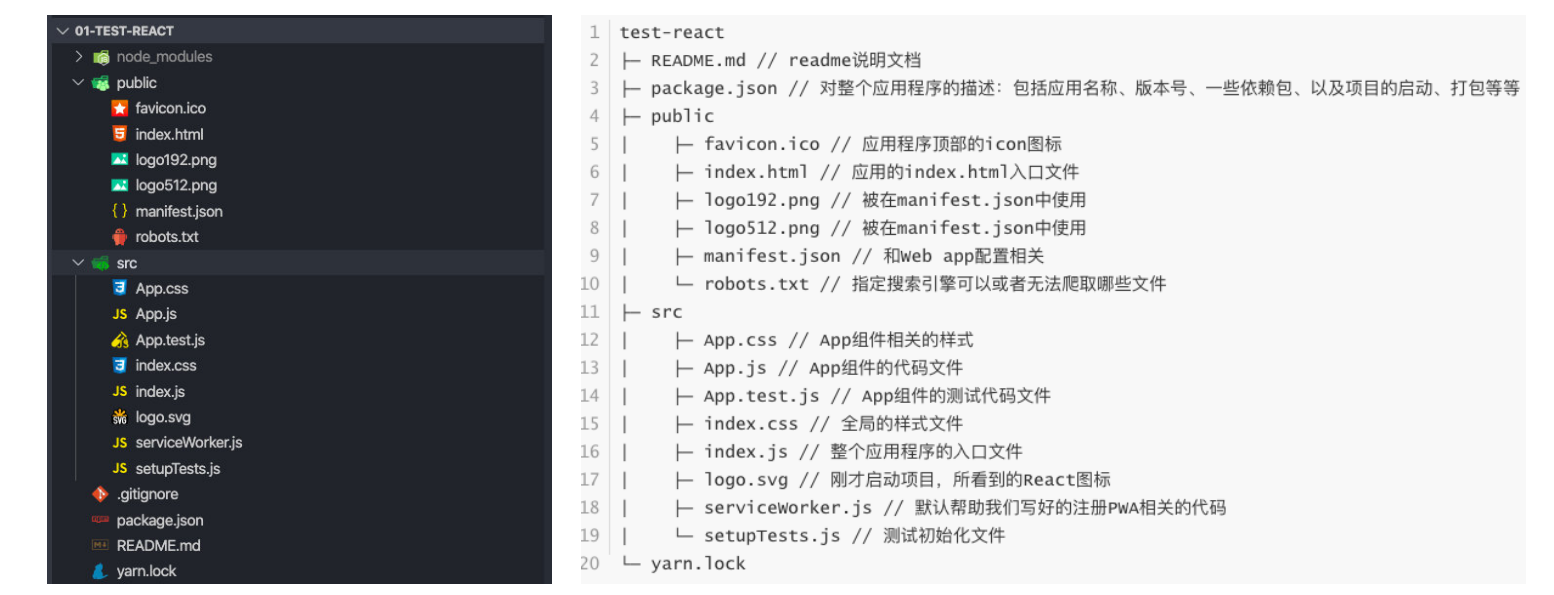 01-TEST-REACT
node_modules
public
favicon.ico
index.html
logo192.png
logo512.png
{ } manifest.json
robots.txt
src
App.css
JS App.js
App.test.js
index.css
JS index.js
SVG logo.svg
JS serviceWorker.js
JS setupTests.js
.gitignore
package.json
M README.md
yarn.lock
1 test-react
2 ├─ README.md // readme说明文档
3 ├─ package.json // 对整个应用程序的描述：包括应用名称、版本号、一些依赖包、以及项目的启动、打包等等
4 ├─ public
5 |    ├─ favicon.ico // 应用程序顶部的icon图标
6 |    ├─ index.html // 应用的index.html入口文件
7 |    ├─ logo192.png // 被在manifest.json中使用
8 |    ├─ logo512.png // 被在manifest.json中使用
9 |    ├─ manifest.json // 和Web app配置相关
10 |    └─ robots.txt // 指定搜索引擎可以或者无法爬取哪些文件
11 ├─ src
12 |    ├─ App.css // App组件相关的样式
13 |    ├─ App.js // App组件的代码文件
14 |    ├─ App.test.js // App组件的测试代码文件
15 |    ├─ index.css // 全局的样式文件
16 |    ├─ index.js // 整个应用程序的入口文件
17 |    ├─ logo.svg // 刚才启动项目，所看到的React图标
18 |    ├─ serviceWorker.js // 默认帮助我们写好的注册PWA相关的代码
19 |    └─ setupTests.js // 测试初始化文件
20 └─ yarn.lock